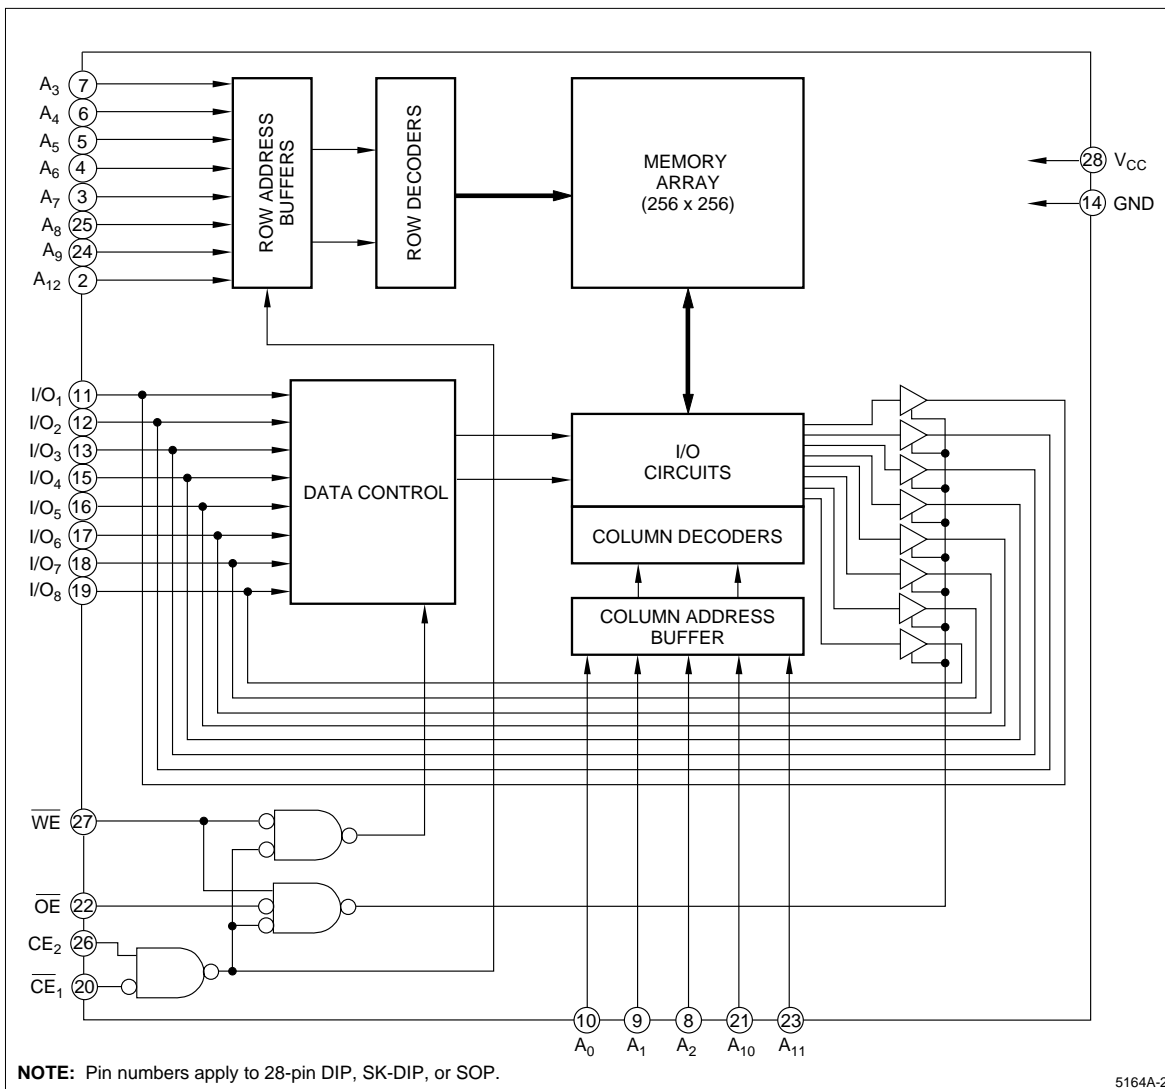 A3 7
A4 6
A5 5
A6 4
A7 3
A8 25
A9 24
A12 2
ROW ADDRESS
BUFFERS
ROW DECODERS
MEMORY
ARRAY
(256 x 256)
28 VCC
14 GND
I/O1 11
I/O2 12
I/O3 13
I/O4 15
I/O5 16
I/O6 17
I/O7 18
I/O8 19
DATA CONTROL
I/O
CIRCUITS
COLUMN DECODERS
COLUMN ADDRESS
BUFFER
W̅E̅ 27
O̅E̅ 22
CE2 26
C̅E̅1 20
10 9 8 21 23
A0 A1 A2 A10 A11
NOTE: Pin numbers apply to 28-pin DIP, SK-DIP, or SOP.
5164A-2